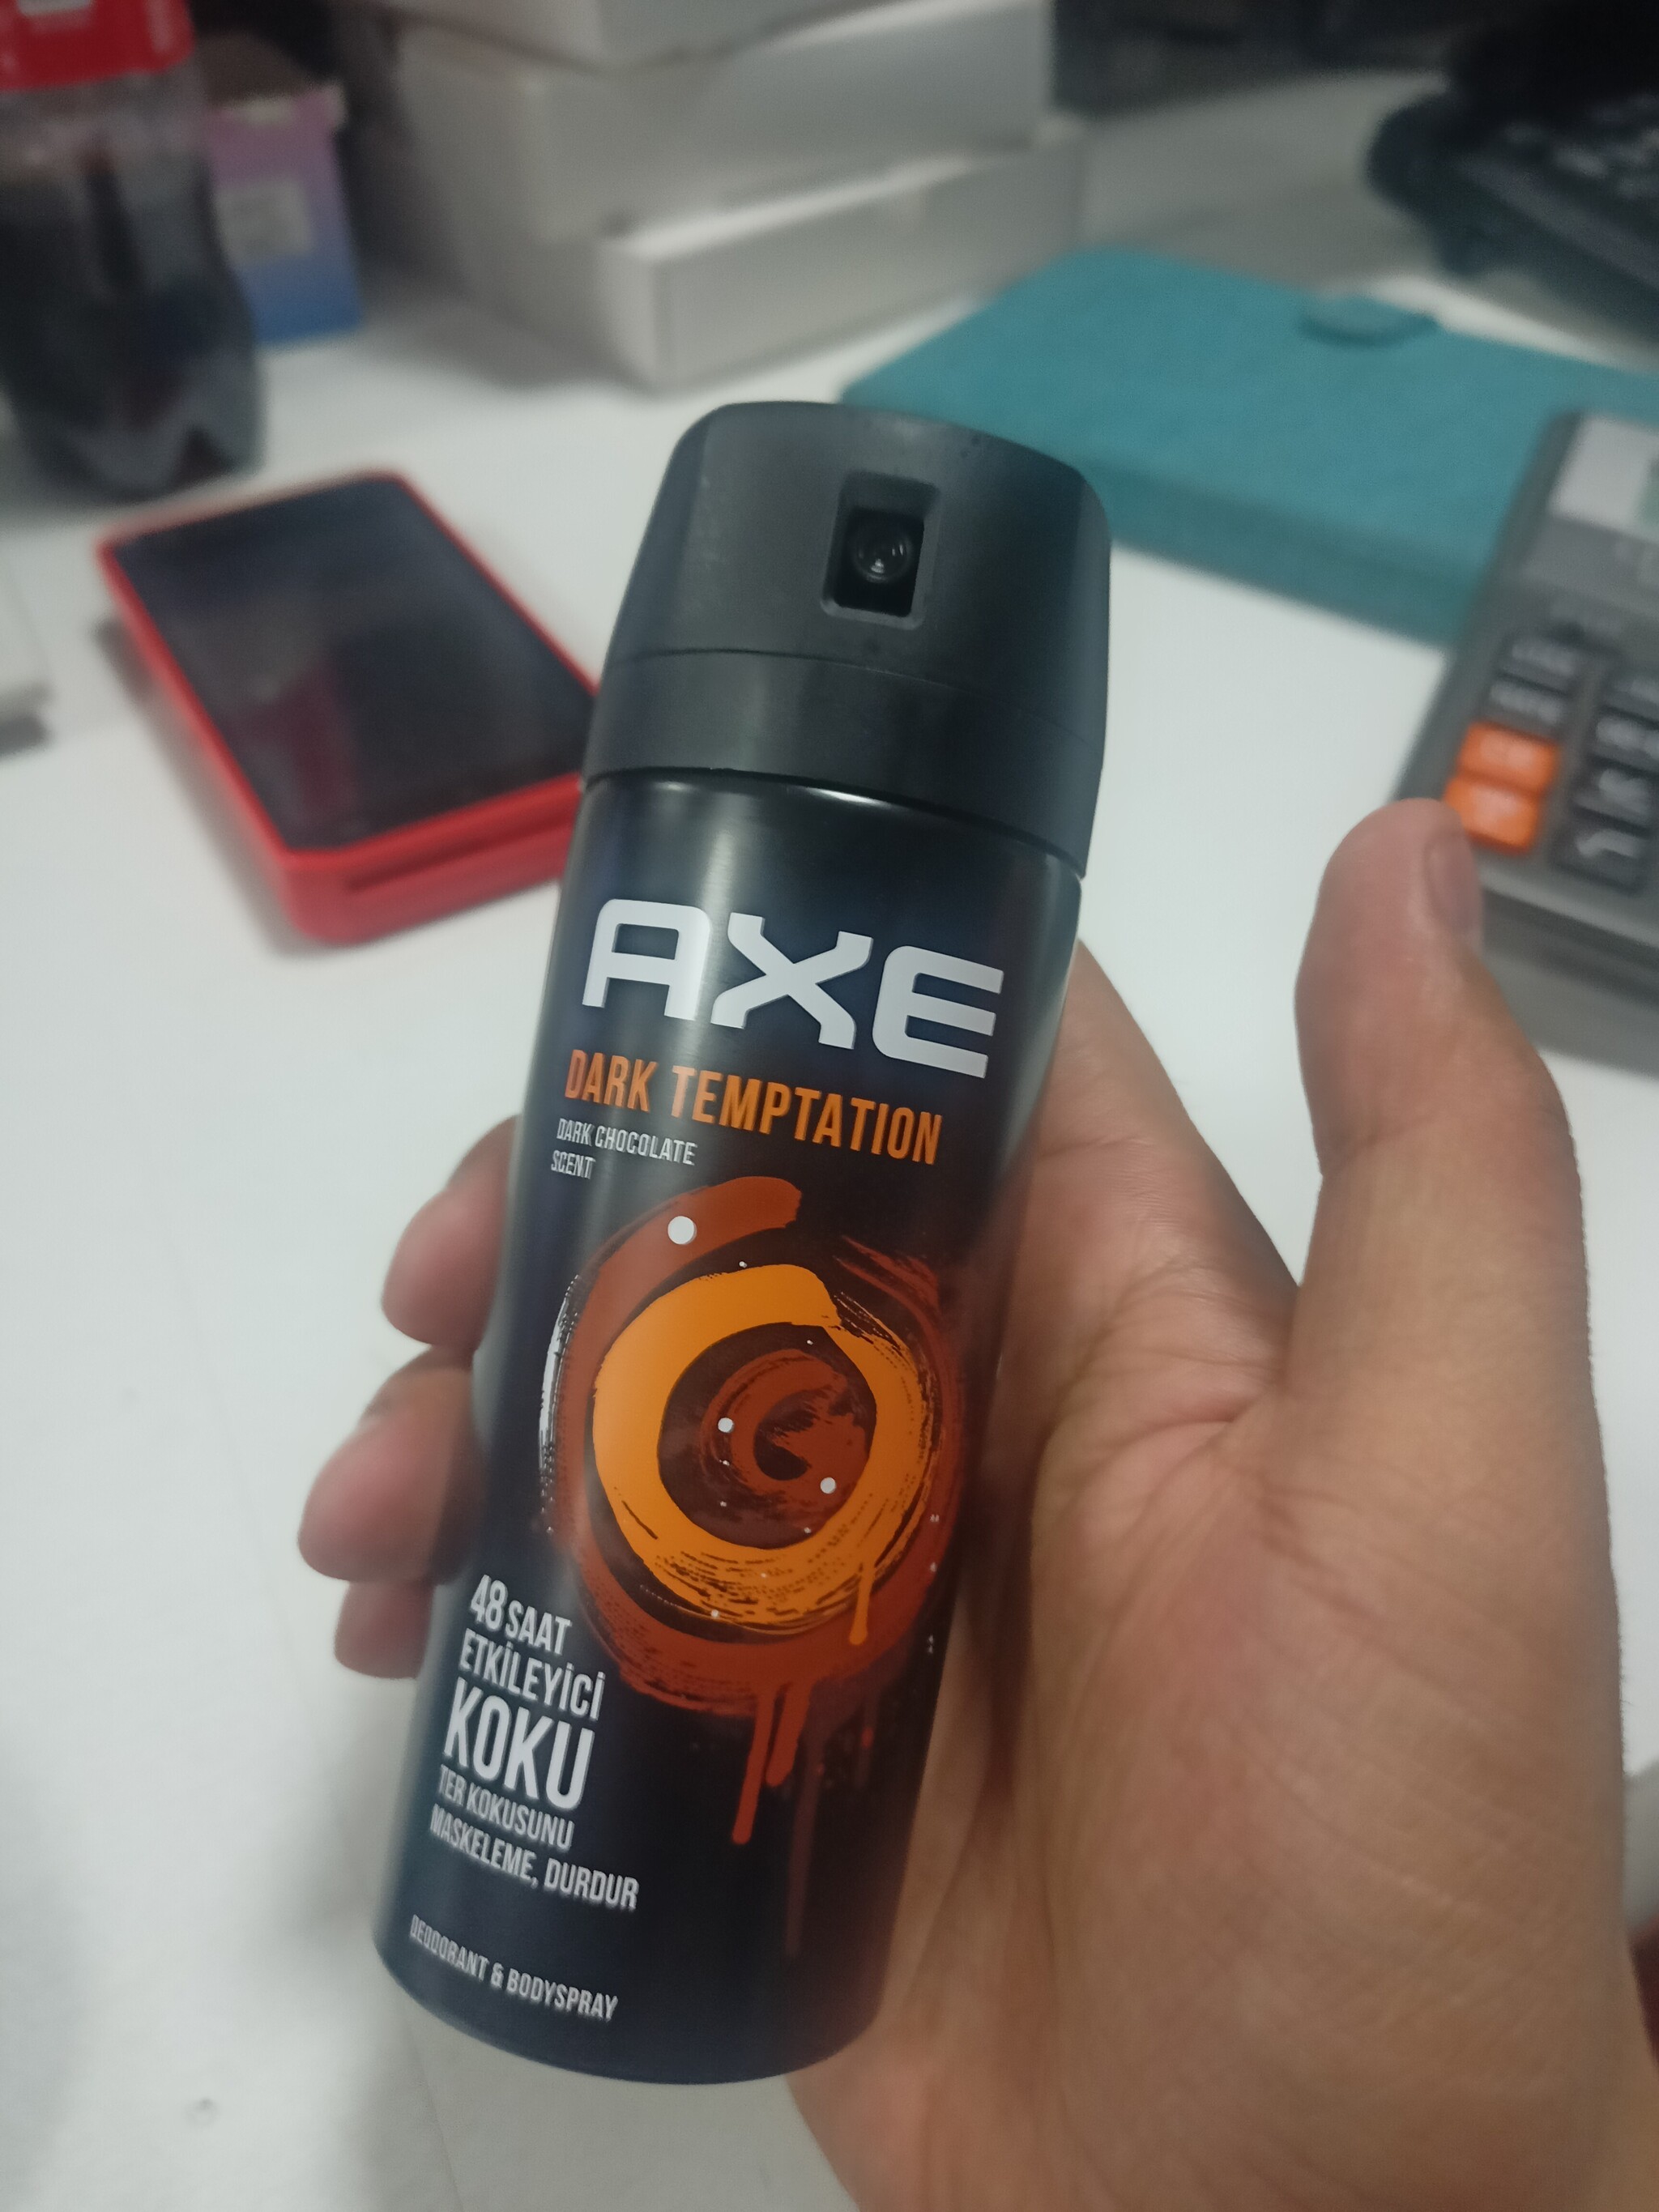 AXE
DARK TEMPTATION
DARK CHOCOLATE
SCENT
48 SAAT
ETKİLEYİCİ
KOKU
TER KOKUSUNU
MASKELEME, DURDUR
DEODORANT & BODYSPRAY